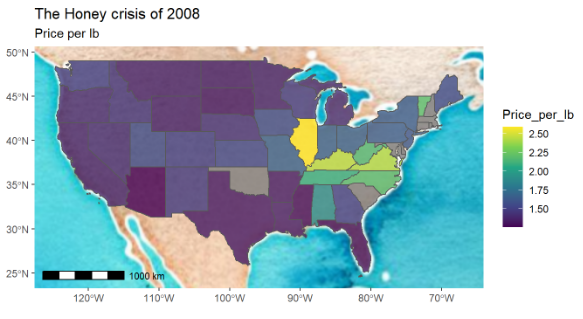 The Honey crisis of 2008
Price per lb
50°N
45°N
40°N
35°N
30°N
25°N
1000 km
120°W 110°W 100°W 90°W 80°W 70°W
Price_per_lb
2.50
2.25
2.00
1.75
1.50